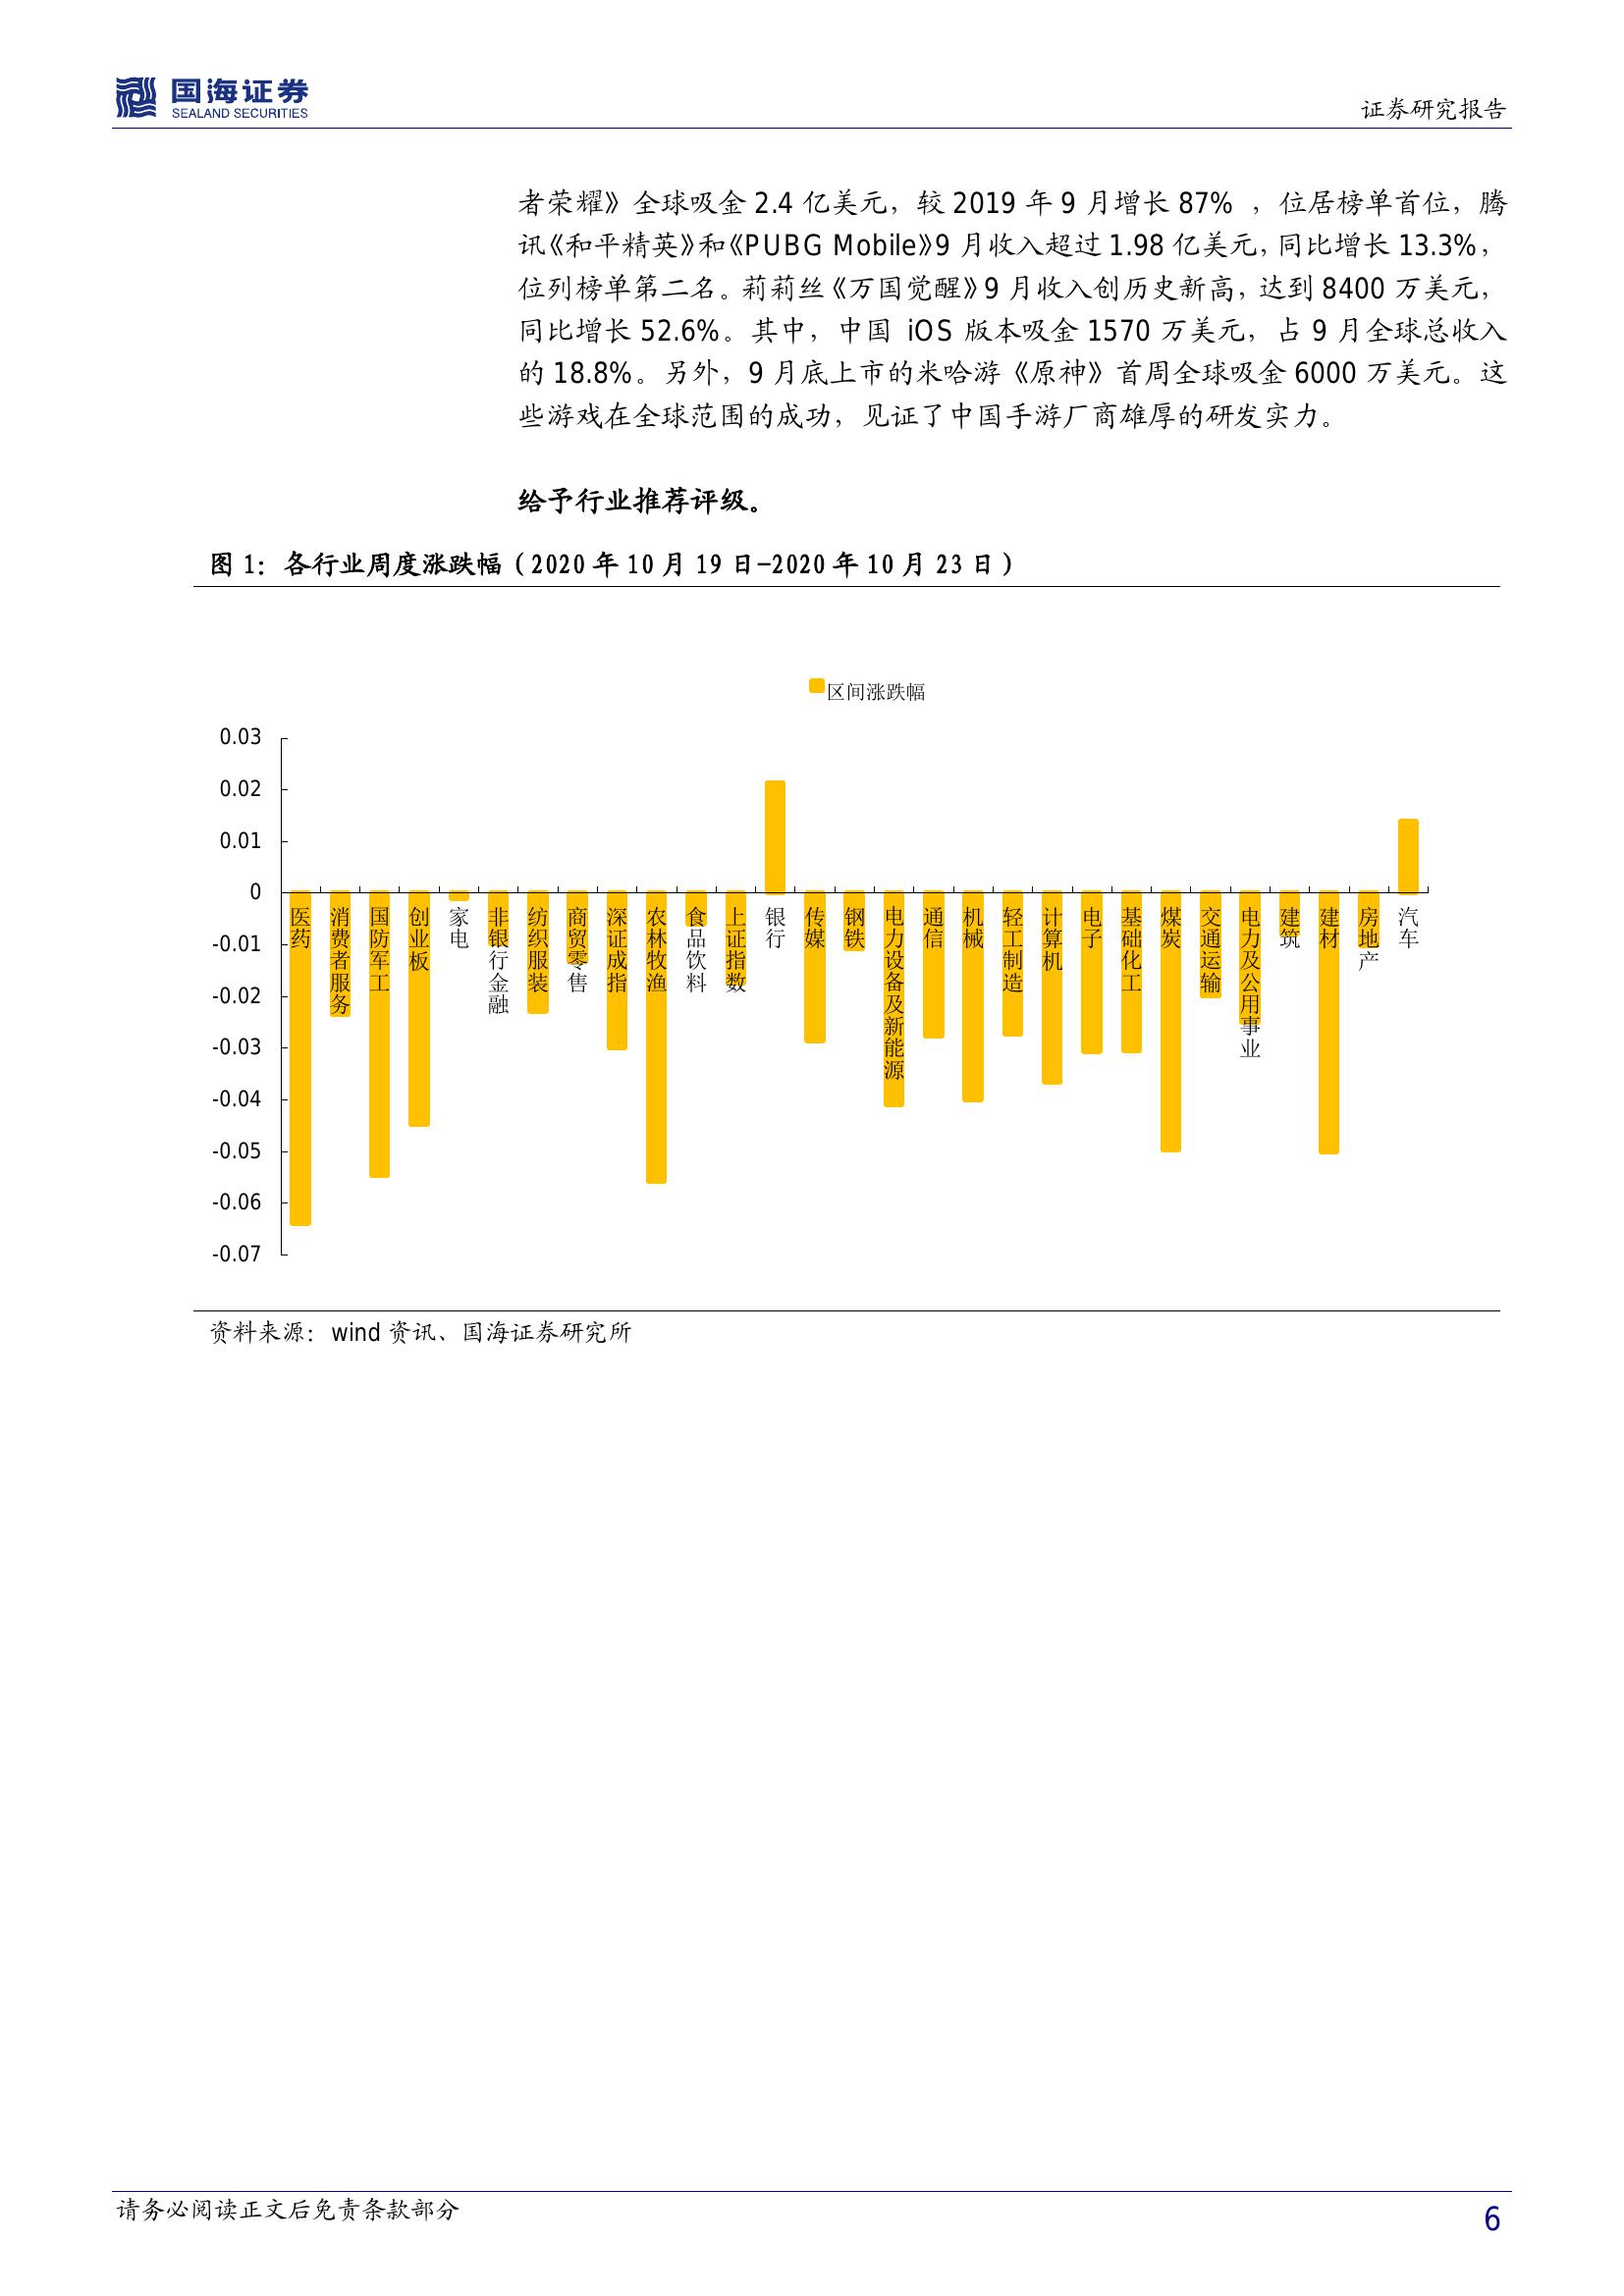 国海证券
SEALAND SECURITIES
证券研究报告
者荣耀》全球吸金 2.4 亿美元，较 2019 年 9 月增长 87% ，位居榜单首位，腾
讯《和平精英》和《PUBG Mobile》9 月收入超过 1.98 亿美元，同比增长 13.3%，
位列榜单第二名。莉莉丝《万国觉醒》9 月收入创历史新高，达到 8400 万美元，
同比增长 52.6%。其中，中国 iOS 版本吸金 1570 万美元，占 9 月全球总收入
的 18.8%。另外，9 月底上市的米哈游《原神》首周全球吸金 6000 万美元。这
些游戏在全球范围的成功，见证了中国手游厂商雄厚的研发实力。
给予行业推荐评级。
图 1：各行业周度涨跌幅（2020 年 10 月 19 日-2020 年 10 月 23 日）
区间涨跌幅
0.03
0.02
0.01
0
-0.01
-0.02
-0.03
-0.04
-0.05
-0.06
-0.07
医药
消费者服务
国防军工
创业板
家电
非银行金融
纺织服装
商贸零售
深证成指
农林牧渔
食品饮料
上证指数
银行
传媒
钢铁
电力设备及新能源
通信
机械
轻工制造
计算机
电子
基础化工
煤炭
交通运输
电力及公用事业
建筑
建材
房地产
汽车
资料来源：wind 资讯、国海证券研究所
请务必阅读正文后免责条款部分
6